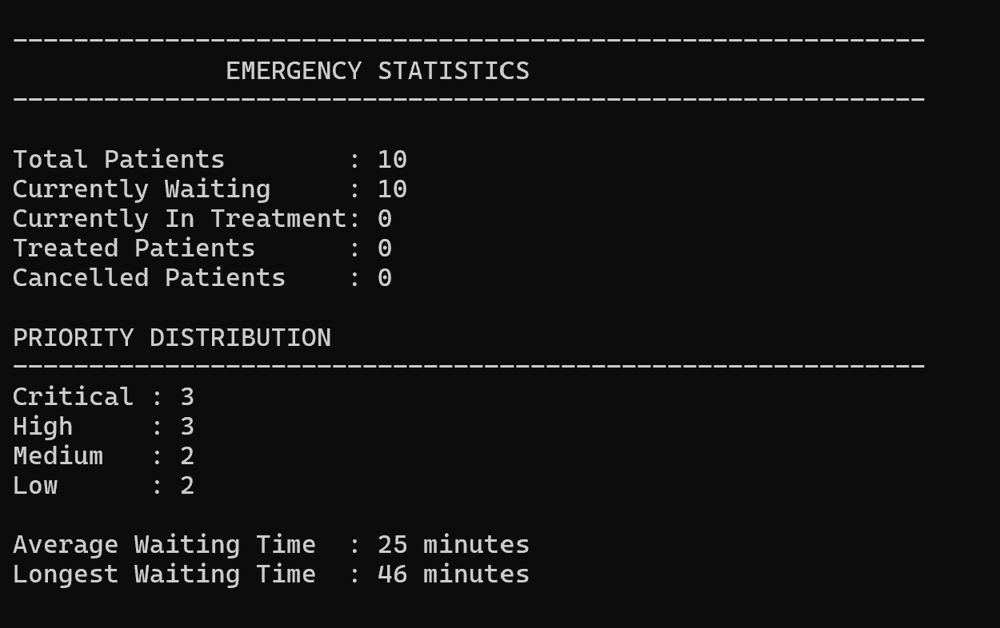 ------------------------------------------------------------
              EMERGENCY STATISTICS
------------------------------------------------------------

Total Patients        : 10
Currently Waiting     : 10
Currently In Treatment: 0
Treated Patients      : 0
Cancelled Patients    : 0

PRIORITY DISTRIBUTION
------------------------------------------------------------
Critical : 3
High     : 3
Medium   : 2
Low      : 2

Average Waiting Time  : 25 minutes
Longest Waiting Time  : 46 minutes